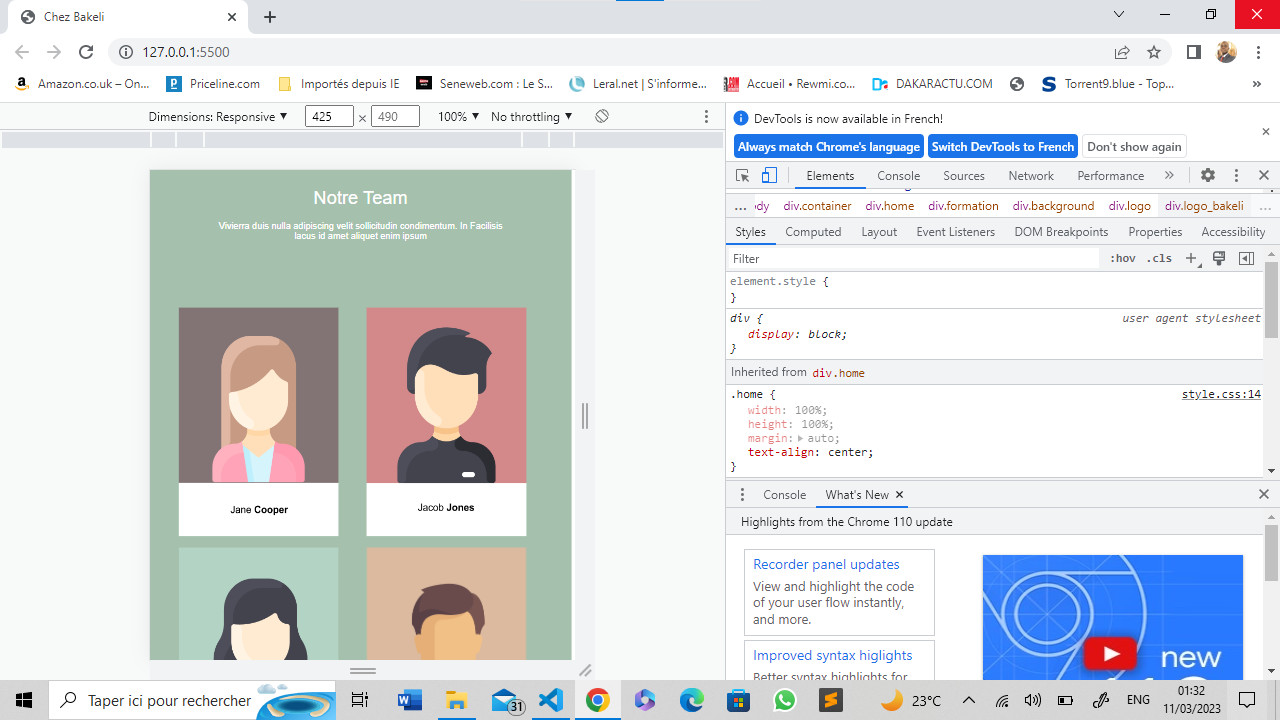 Chez Bakeli
127.0.0.1:5500
Amazon.co.uk – On...
Priceline.com
Importés depuis IE
Seneweb.com : Le S...
Leral.net | S'informe...
Accueil • Rewmi.co...
DAKARACTU.COM
Torrent9.blue - Top...
»
Dimensions: Responsive ▼ 425 × 490 100% ▼ No throttling ▼
Notre Team
Vivierra duis nulla adipiscing velit sollicitudin condimentum. In Facilisis
lacus id amet aliquet enim ipsum
Jane Cooper
Jacob Jones
DevTools is now available in French!
Always match Chrome's language Switch DevTools to French Don't show again
Elements Console Sources Network Performance »
... dy div.container div.home div.formation div.background div.logo div.logo_bakeli ...
Styles Computed Layout Event Listeners DOM Breakpoints Properties Accessibility
Filter :hov .cls +
element.style {
}
div { user agent stylesheet
display: block;
}
Inherited from div.home
.home { style.css:14
width: 100%;
height: 100%;
margin: auto;
text-align: center;
}
Console What's New ×
Highlights from the Chrome 110 update
Recorder panel updates
View and highlight the code
of your user flow instantly,
and more.
Improved syntax higlights
Better syntax highlights for
new
Taper ici pour rechercher
31
23°C
ENG
01:32
11/03/2023